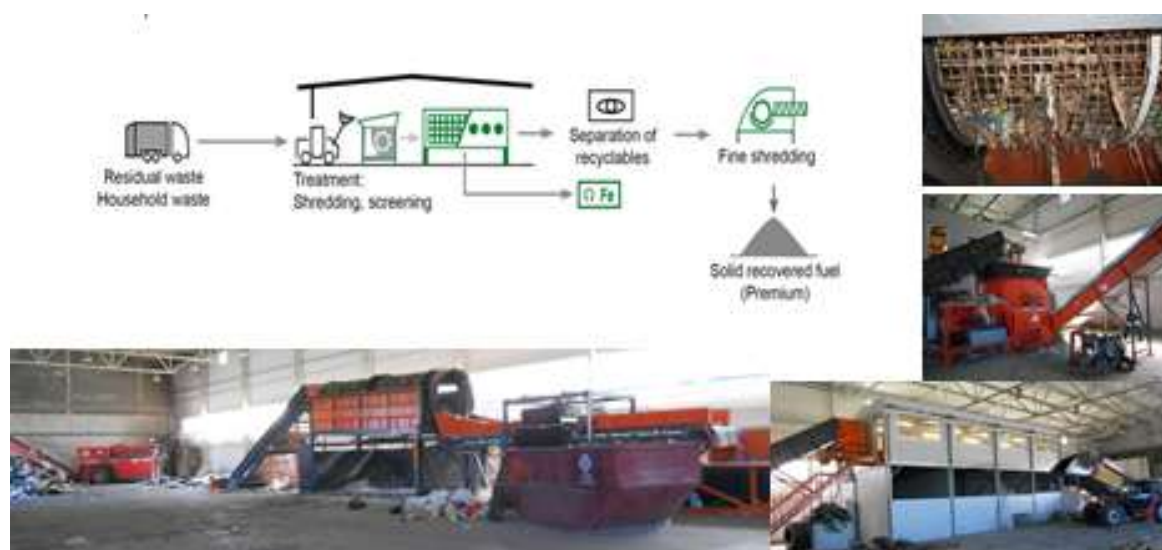 Residual waste
Household waste
Treatment:
Shredding, screening
Separation of
recyclables
Fe
Fine shredding
Solid recovered fuel
(Premium)